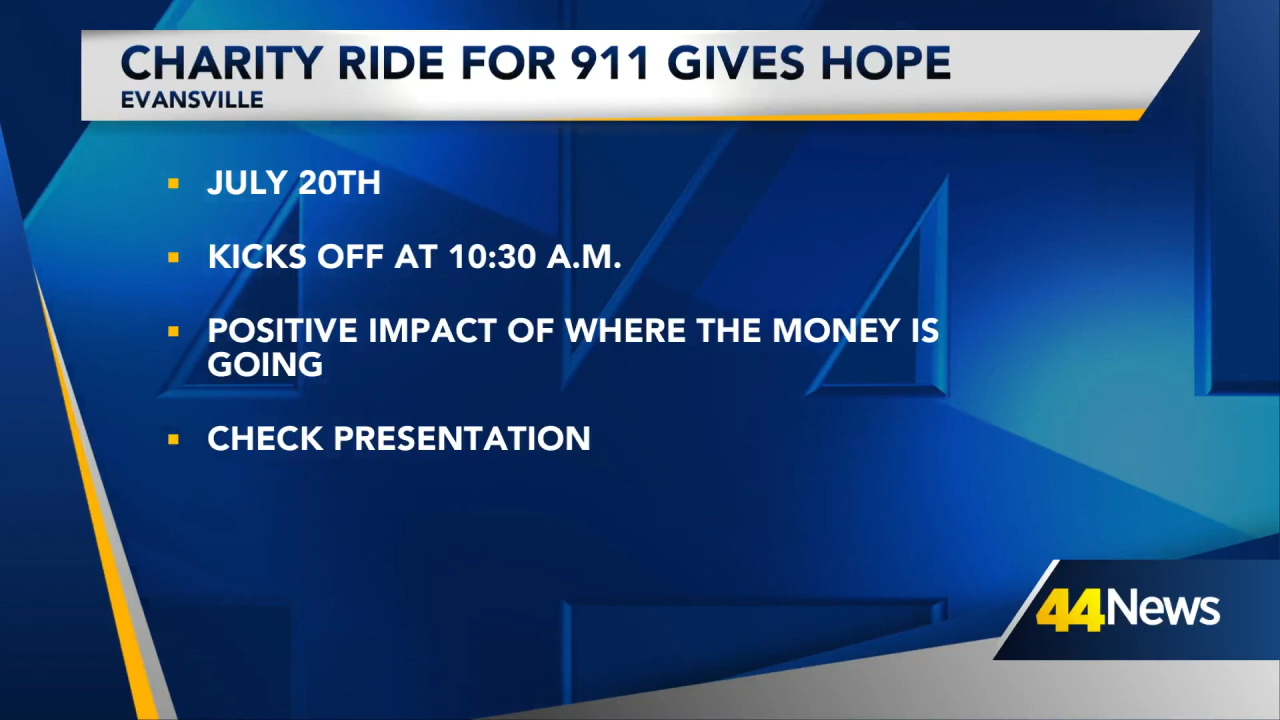 CHARITY RIDE FOR 911 GIVES HOPE
EVANSVILLE
▪ JULY 20TH
▪ KICKS OFF AT 10:30 A.M.
▪ POSITIVE IMPACT OF WHERE THE MONEY IS
GOING
▪ CHECK PRESENTATION
44News